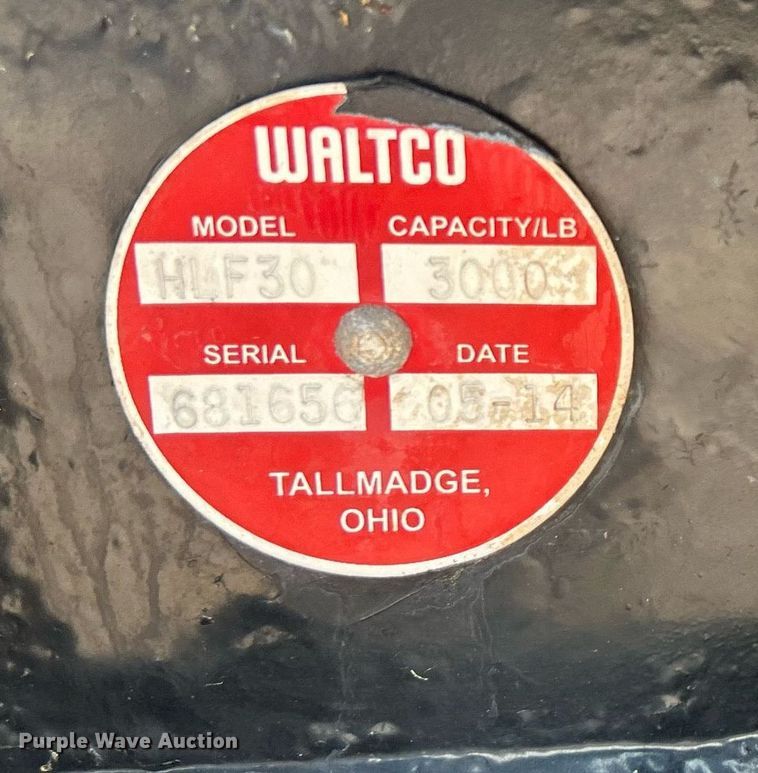 WALTCO
MODEL CAPACITY/LB
HLF30 3000
SERIAL DATE
681656 05-14
TALLMADGE,
OHIO
Purple Wave Auction